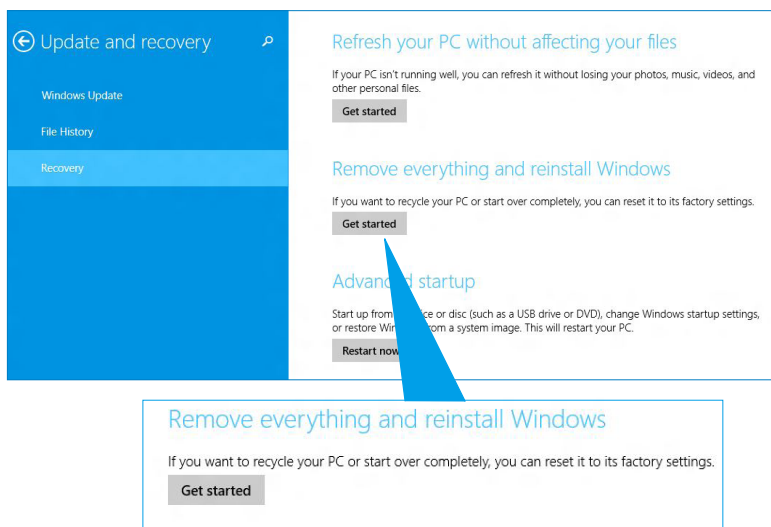 Update and recovery
Windows Update
File History
Recovery
Refresh your PC without affecting your files
If your PC isn't running well, you can refresh it without losing your photos, music, videos, and
other personal files.
Get started
Remove everything and reinstall Windows
If you want to recycle your PC or start over completely, you can reset it to its factory settings.
Get started
startup
Start up from or disc (such as a USB drive or DVD), change Windows startup settings,
or restore from a system image. This will restart your PC.
Restart now
Remove everything and reinstall Windows
If you want to recycle your PC or start over completely, you can reset it to its factory settings.
Get started